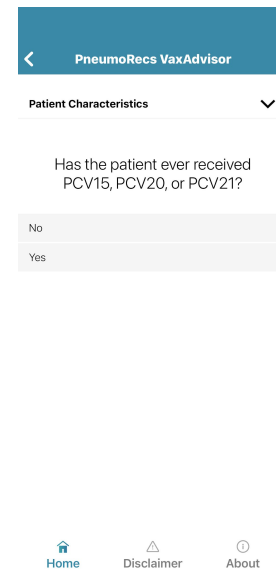 PneumoRecs VaxAdvisor
Patient Characteristics
Has the patient ever received
PCV15, PCV20, or PCV21?
No
Yes
Home Disclaimer About